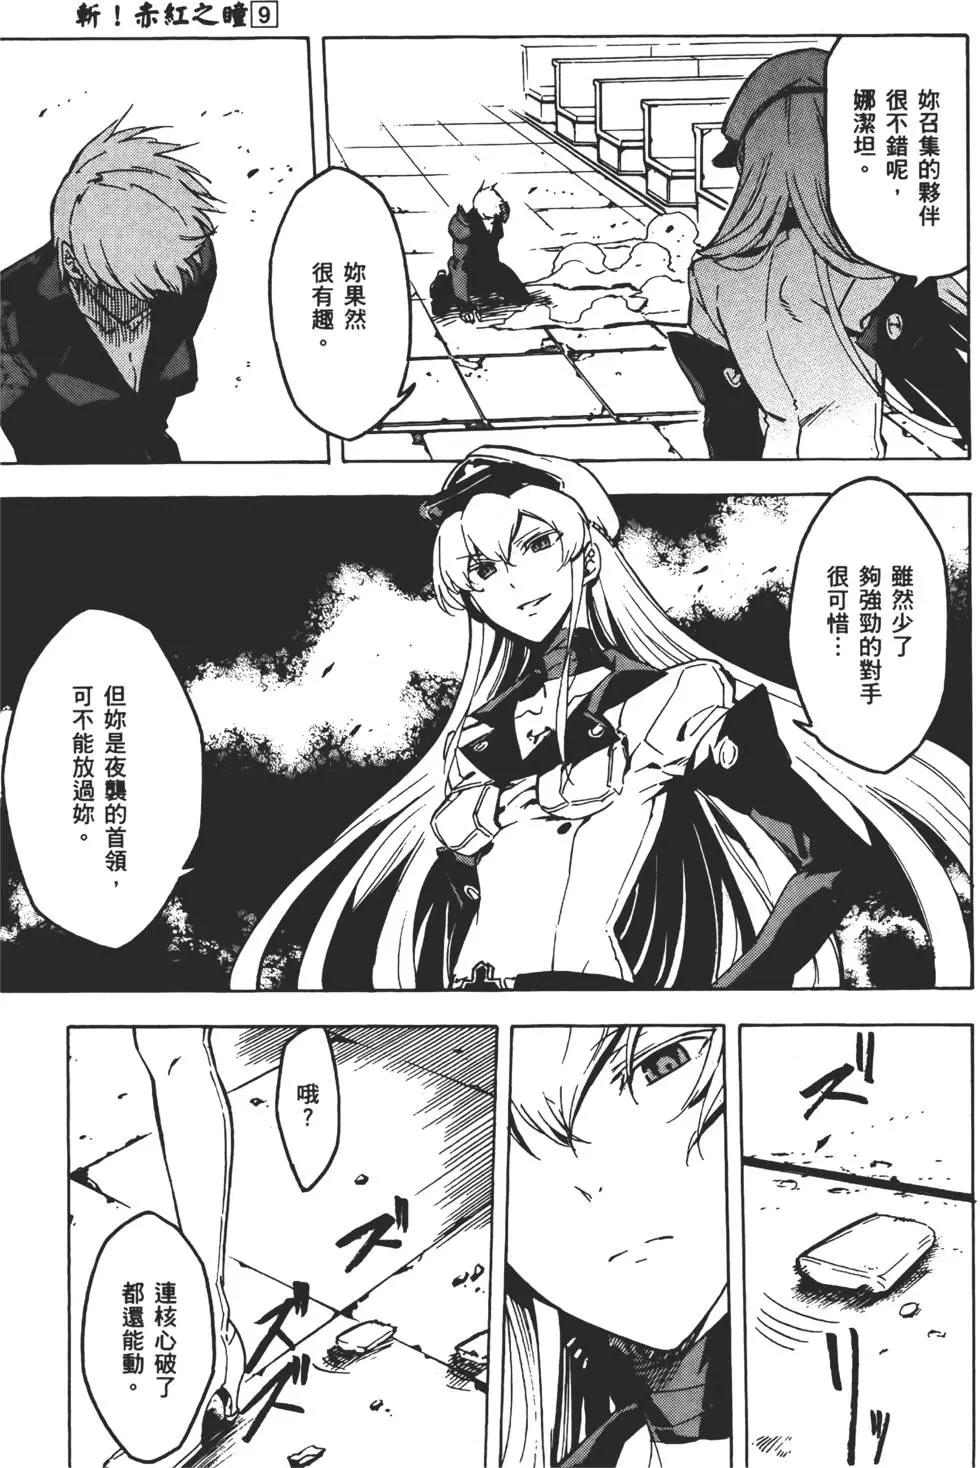 斬！赤紅之瞳9
妳召集的夥伴
很不錯呢，
娜潔坦。
妳果然
很有趣。
雖然少了
夠強勁的對手
很可惜…
但妳是夜襲的首領，
可不能放過妳。
ズ
ズ
ッ
哦？
ズ
ズ
ズ
連核心破了
都還能動。